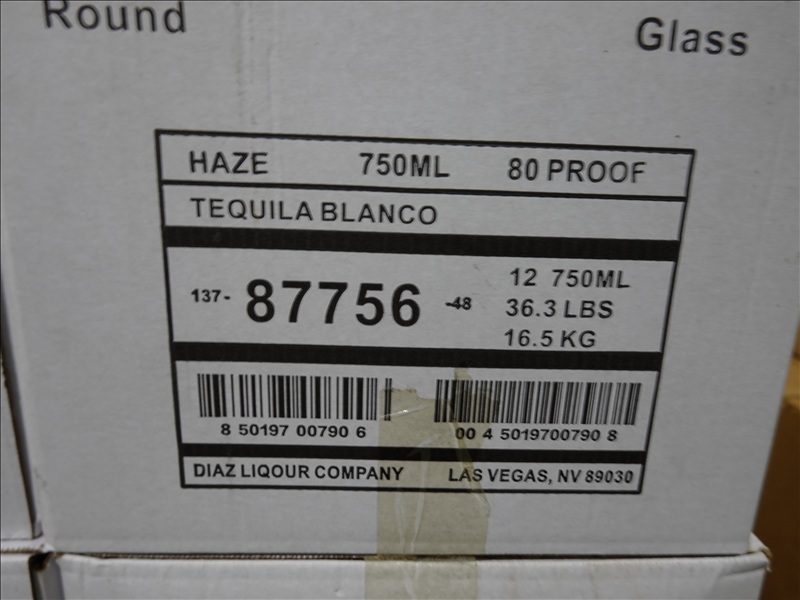 Round Glass
HAZE 750ML 80 PROOF
TEQUILA BLANCO
137- 87756 -48
12 750ML
36.3 LBS
16.5 KG
8 50197 00790 6
00 4 5019700790 8
DIAZ LIQOUR COMPANY LAS VEGAS, NV 89030